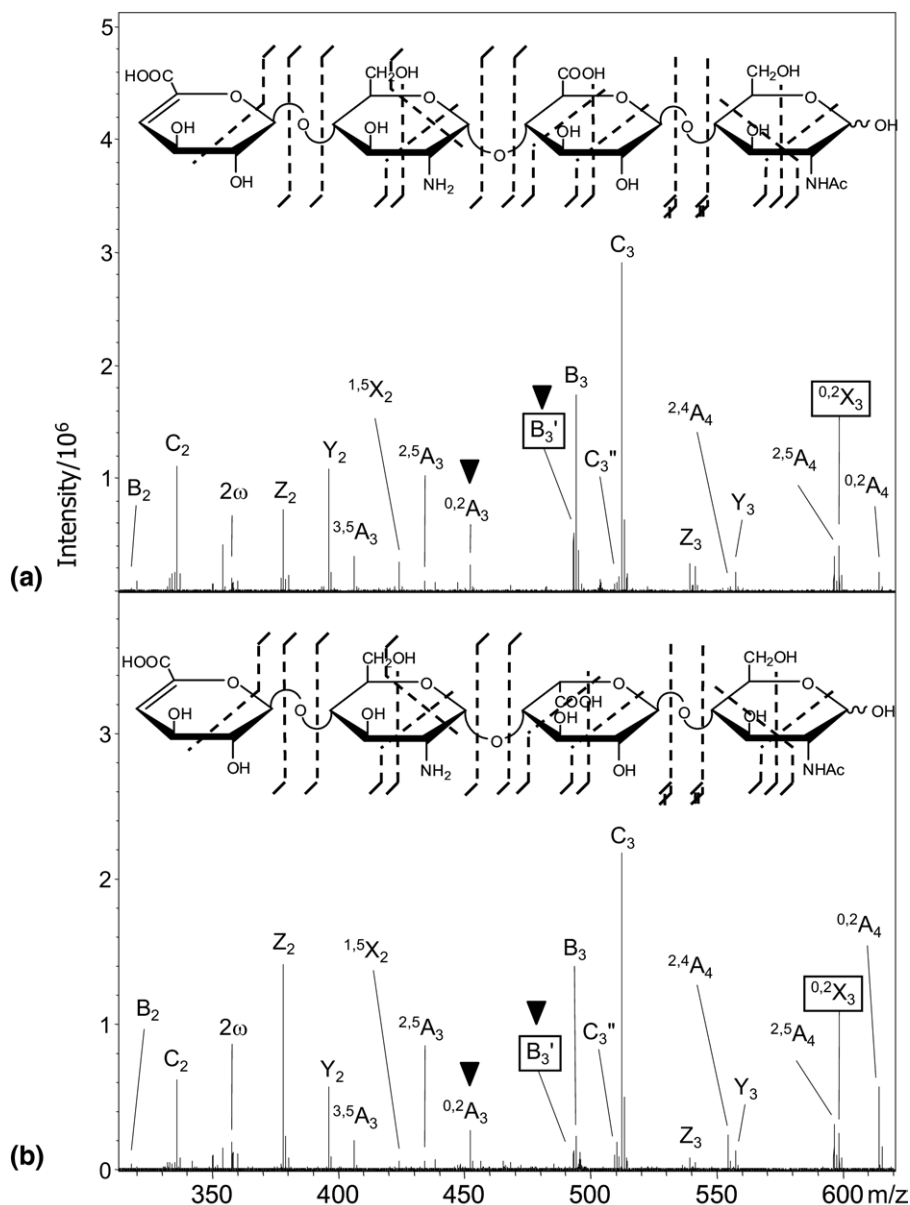 5
4
3
2
1
0
Intensity/10⁶
(a)
HOOC
O
OH
OH
O
CH₂OH
O
OH
NH₂
O
COOH
O
OH
OH
O
CH₂OH
O
OH
NHAc
OH
B₂
C₂
2ω
Z₂
Y₂
³,⁵A₃
¹,⁵X₂
²,⁵A₃
⁰,²A₃
B₃'
B₃
C₃"
C₃
Z₃
²,⁴A₄
Y₃
²,⁵A₄
⁰,²X₃
⁰,²A₄
3
2
1
0
(b)
HOOC
O
OH
OH
O
CH₂OH
O
OH
NH₂
O
COOH
O
OH
OH
O
CH₂OH
O
OH
NHAc
OH
B₂
C₂
2ω
Z₂
Y₂
³,⁵A₃
¹,⁵X₂
²,⁵A₃
⁰,²A₃
B₃'
B₃
C₃"
C₃
Z₃
²,⁴A₄
Y₃
²,⁵A₄
⁰,²X₃
⁰,²A₄
350 400 450 500 550 600 m/z